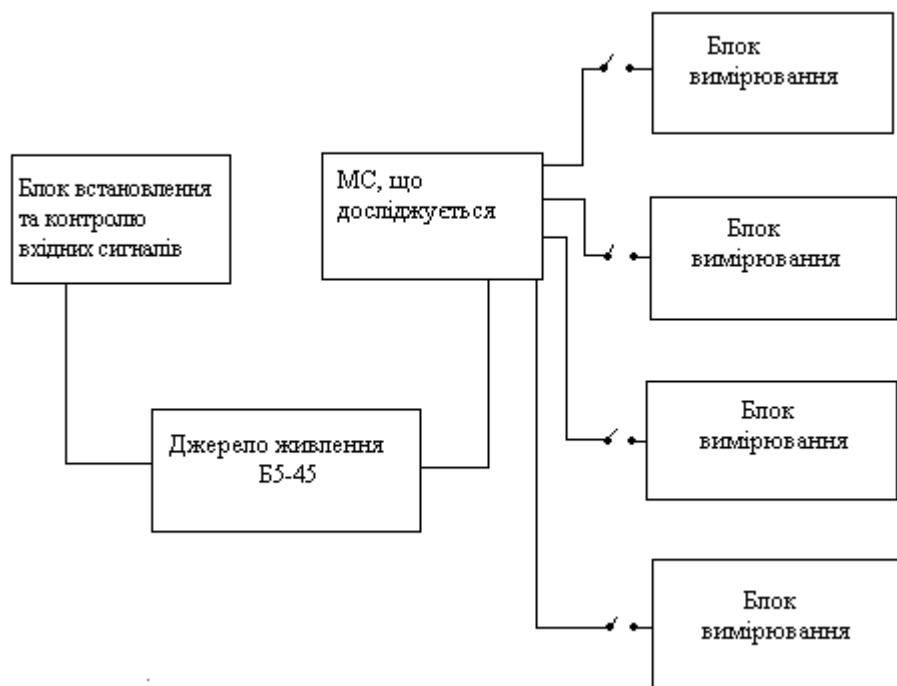 Блок
вимірювання
Блок встановлення
та контролю
вхідних сигналів
МС, що
досліджується
Блок
вимірювання
Джерело живлення
Б5-45
Блок
вимірювання
Блок
вимірювання